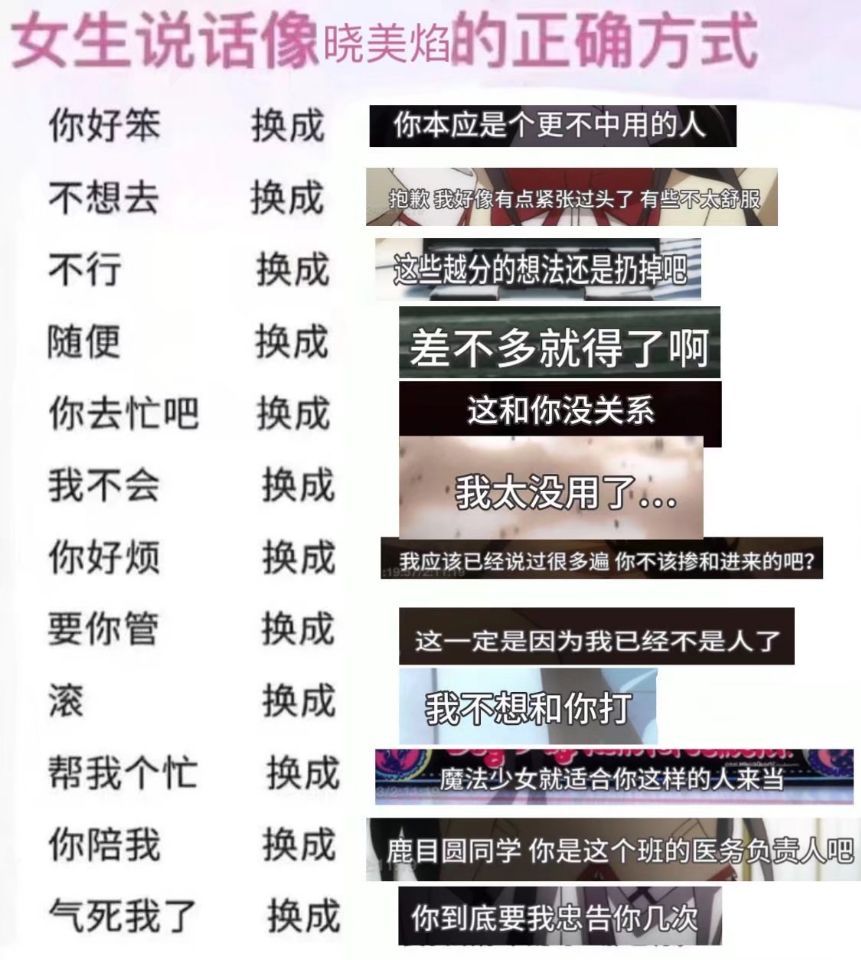 女生说话像晓美焰的正确方式
你好笨 换成 你本应是个更不中用的人
不想去 换成 抱歉 我好像有点紧张过头了 有些不太舒服
不行 换成 这些越分的想法还是扔掉吧
随便 换成 差不多就得了啊
你去忙吧 换成 这和你没关系
我不会 换成 我太没用了...
你好烦 换成 我应该已经说过很多遍 你不该掺和进来的吧?
要你管 换成 这一定是因为我已经不是人了
滚 换成 我不想和你打
帮我个忙 换成 魔法少女就适合你这样的人来当
你陪我 换成 鹿目圆同学 你是这个班的医务负责人吧
气死我了 换成 你到底要我忠告你几次